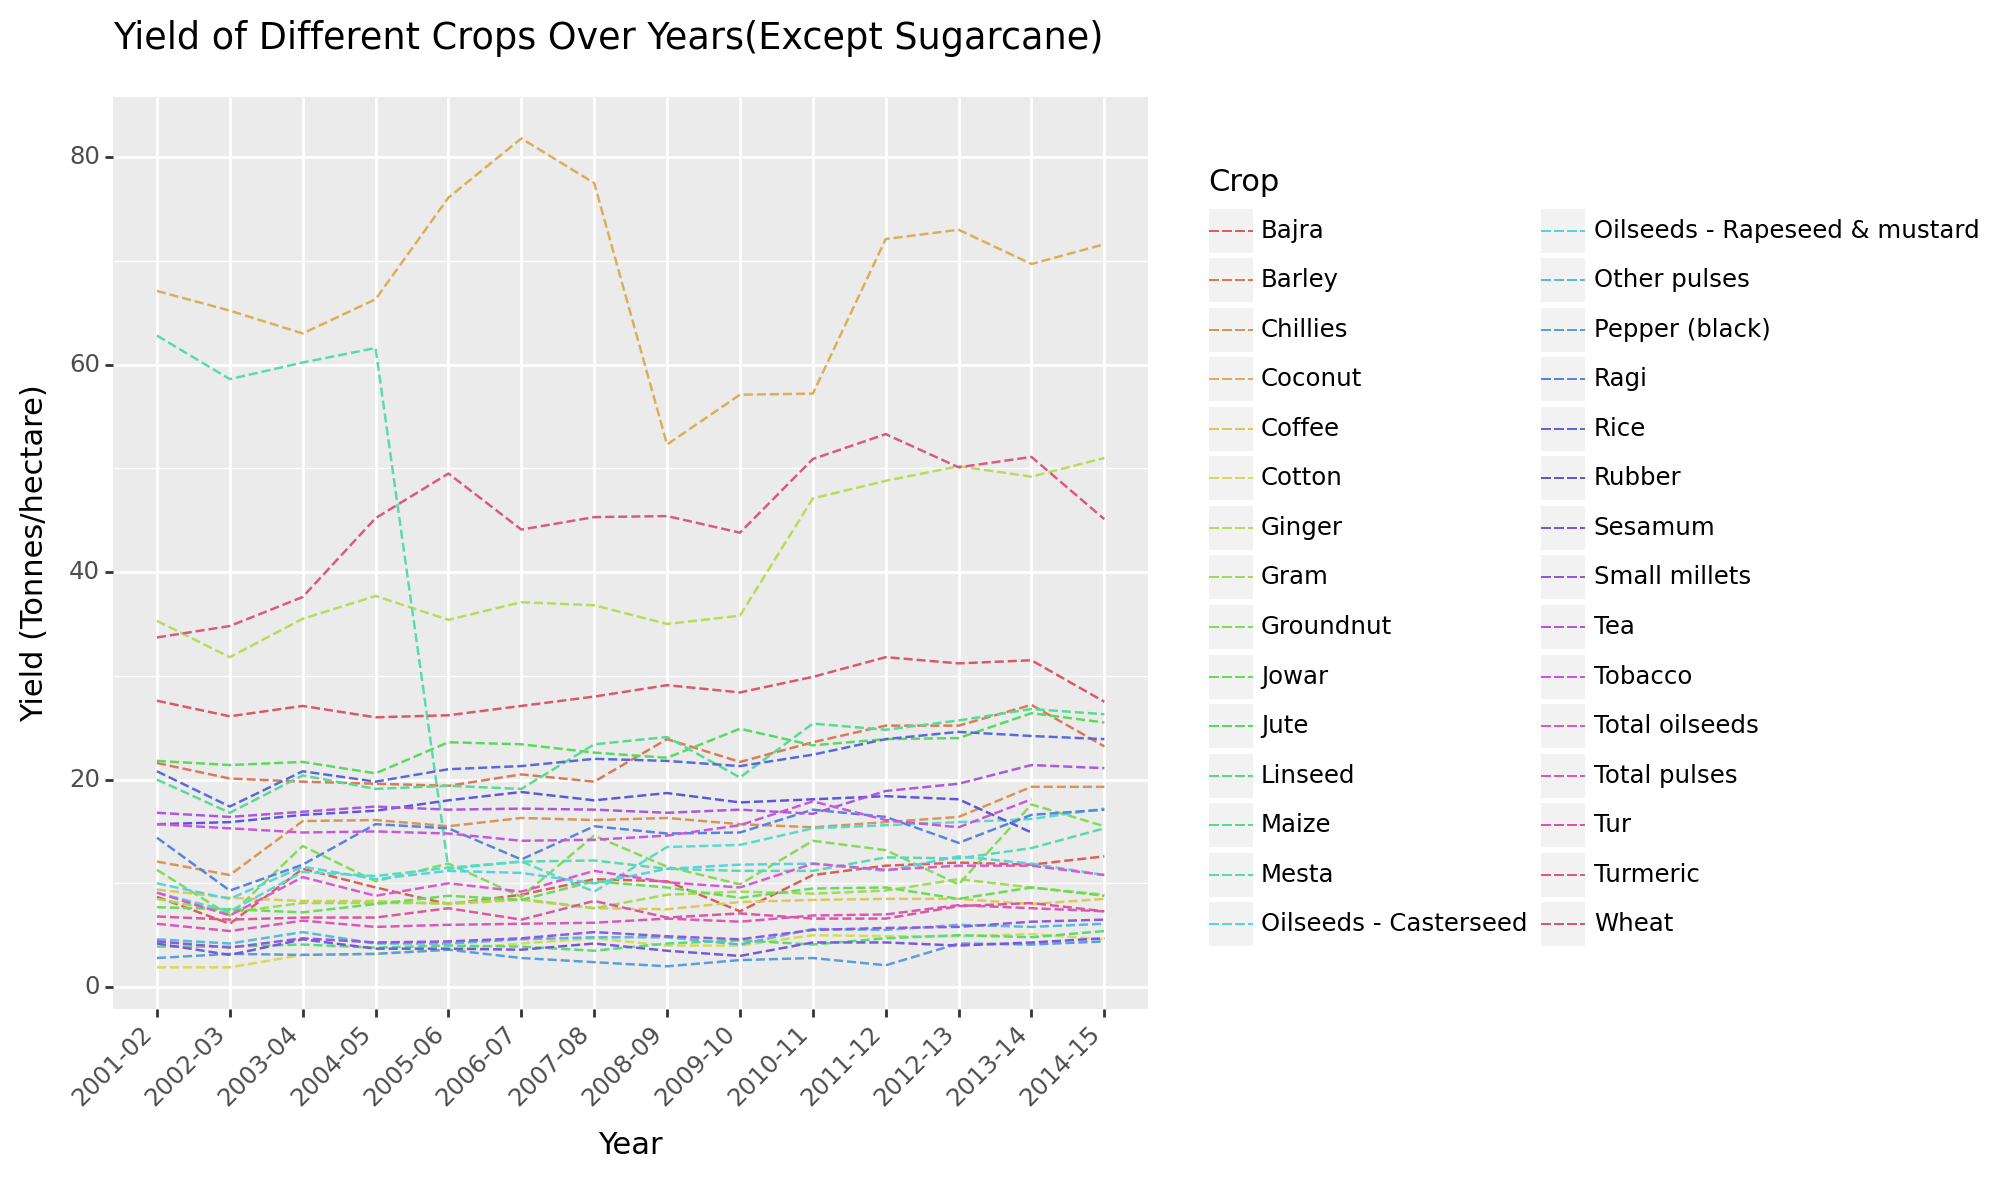 Yield of Different Crops Over Years(Except Sugarcane)
Yield (Tonnes/hectare)
80
60
40
20
0
2001-02
2002-03
2003-04
2004-05
2005-06
2006-07
2007-08
2008-09
2009-10
2010-11
2011-12
2012-13
2013-14
2014-15
Year
Crop
Bajra
Barley
Chillies
Coconut
Coffee
Cotton
Ginger
Gram
Groundnut
Jowar
Jute
Linseed
Maize
Mesta
Oilseeds - Casterseed
Oilseeds - Rapeseed & mustard
Other pulses
Pepper (black)
Ragi
Rice
Rubber
Sesamum
Small millets
Tea
Tobacco
Total oilseeds
Total pulses
Tur
Turmeric
Wheat